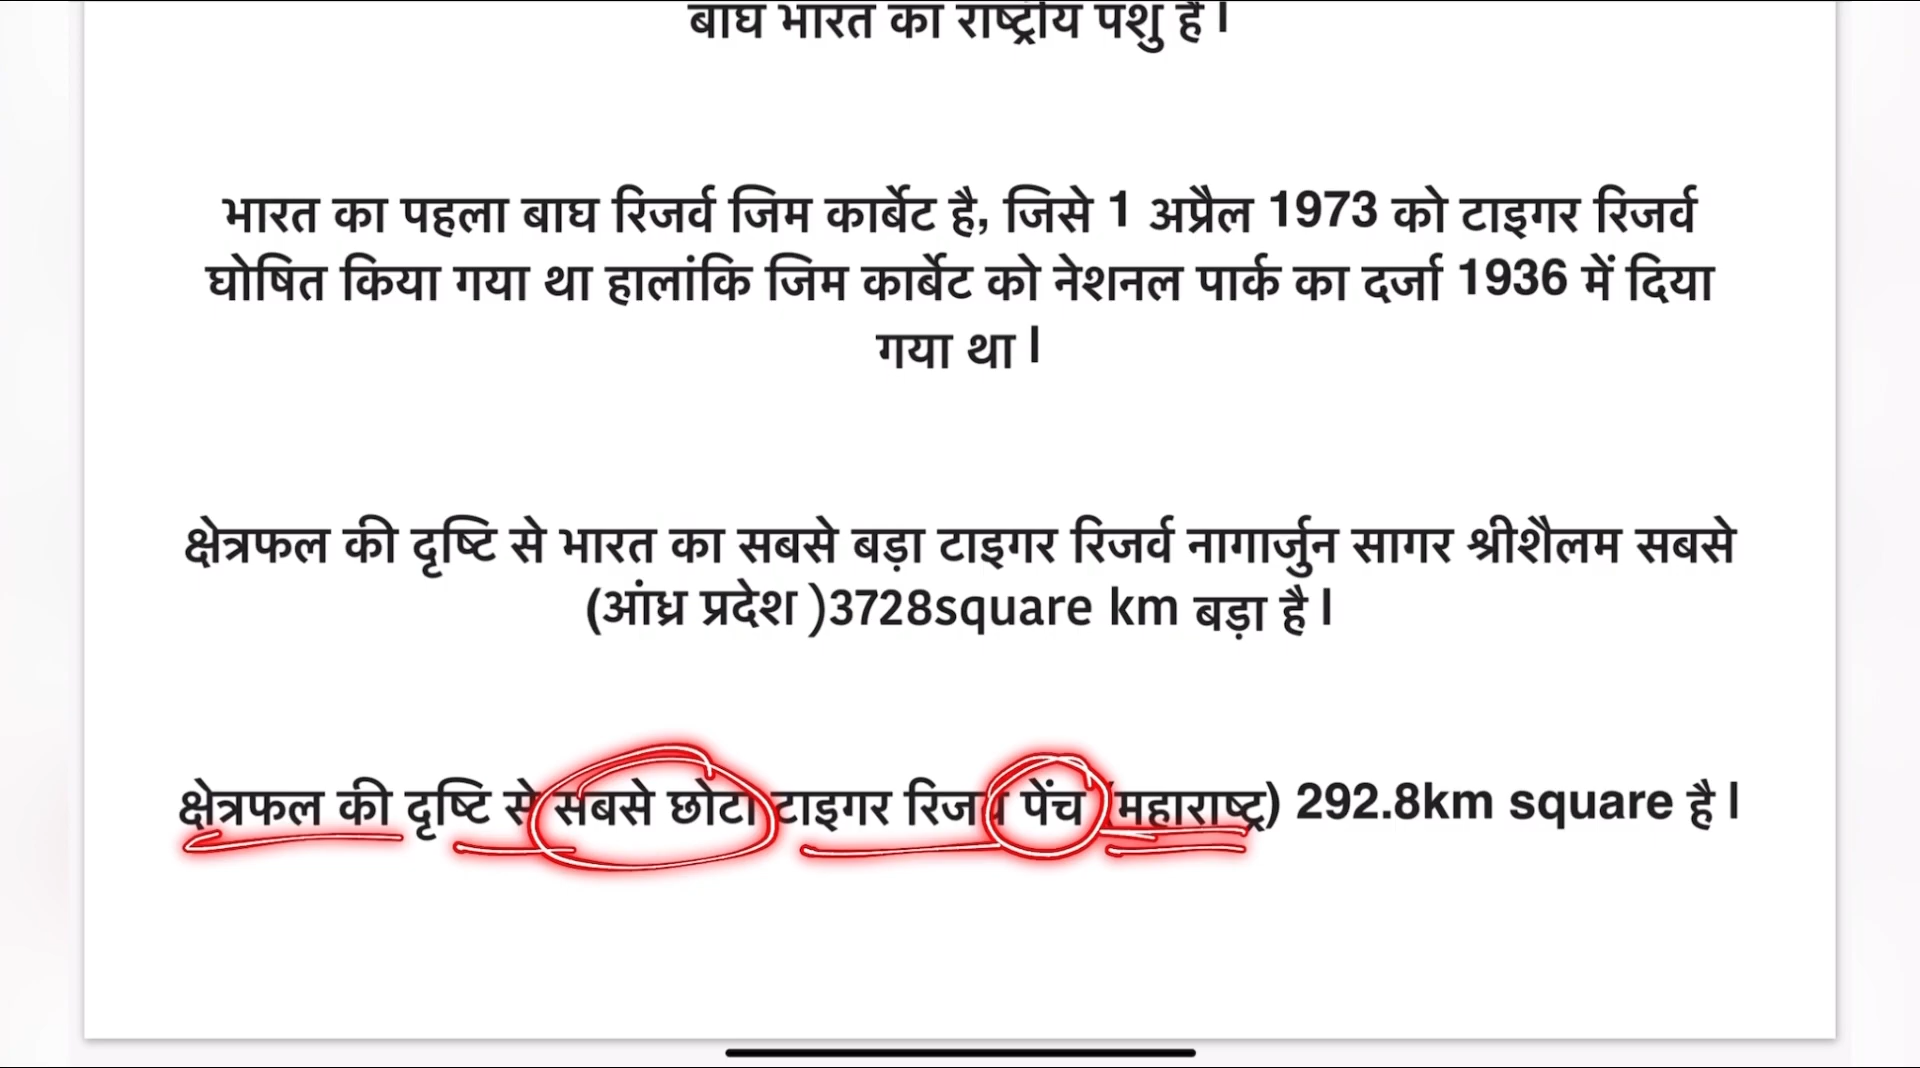 बाघ भारत का राष्ट्रीय पशु है।
भारत का पहला बाघ रिजर्व जिम कार्बेट है, जिसे 1 अप्रैल 1973 को टाइगर रिजर्व
घोषित किया गया था हालांकि जिम कार्बेट को नेशनल पार्क का दर्जा 1936 में दिया
गया था।
क्षेत्रफल की दृष्टि से भारत का सबसे बड़ा टाइगर रिजर्व नागार्जुन सागर श्रीशैलम सबसे
(आंध्र प्रदेश )3728square km बड़ा है।
क्षेत्रफल की दृष्टि से सबसे छोटा टाइगर रिजर्व पेंच (महाराष्ट्र) 292.8km square है।